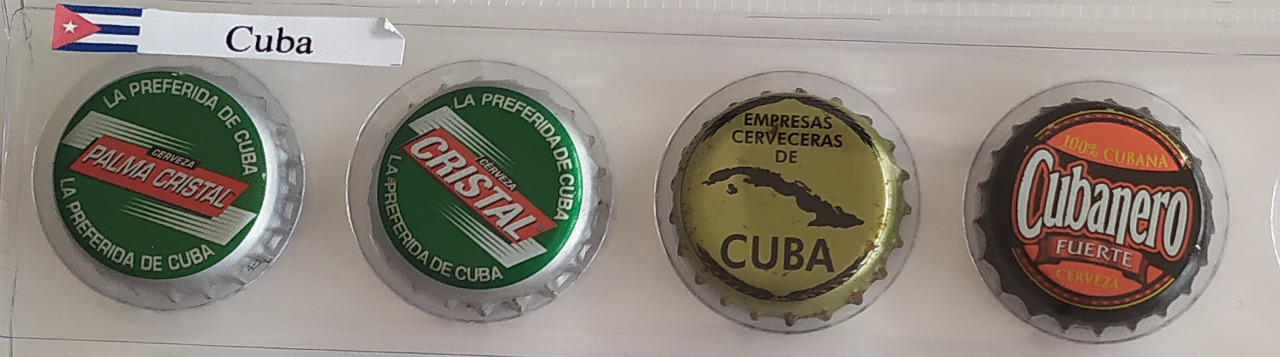 Cuba
LA PREFERIDA DE CUBA
CERVEZA
PALMA CRISTAL
LA PREFERIDA DE CUBA
LA PREFERIDA DE CUBA
CERVEZA
CRISTAL
LA PREFERIDA DE CUBA
EMPRESAS
CERVECERAS
DE
CUBA
100% CUBANA
Cubanero
FUERTE
CERVEZA